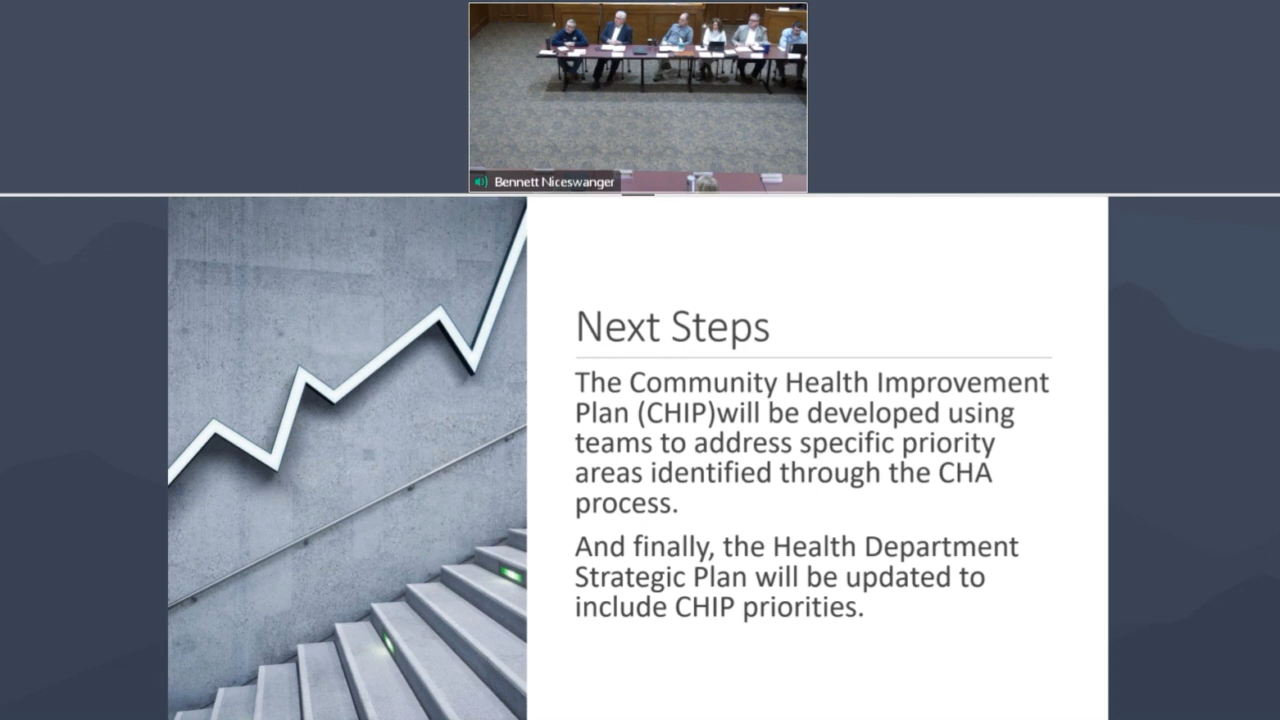 Bennett Niceswanger
Next Steps
The Community Health Improvement
Plan (CHIP)will be developed using
teams to address specific priority
areas identified through the CHA
process.
And finally, the Health Department
Strategic Plan will be updated to
include CHIP priorities.